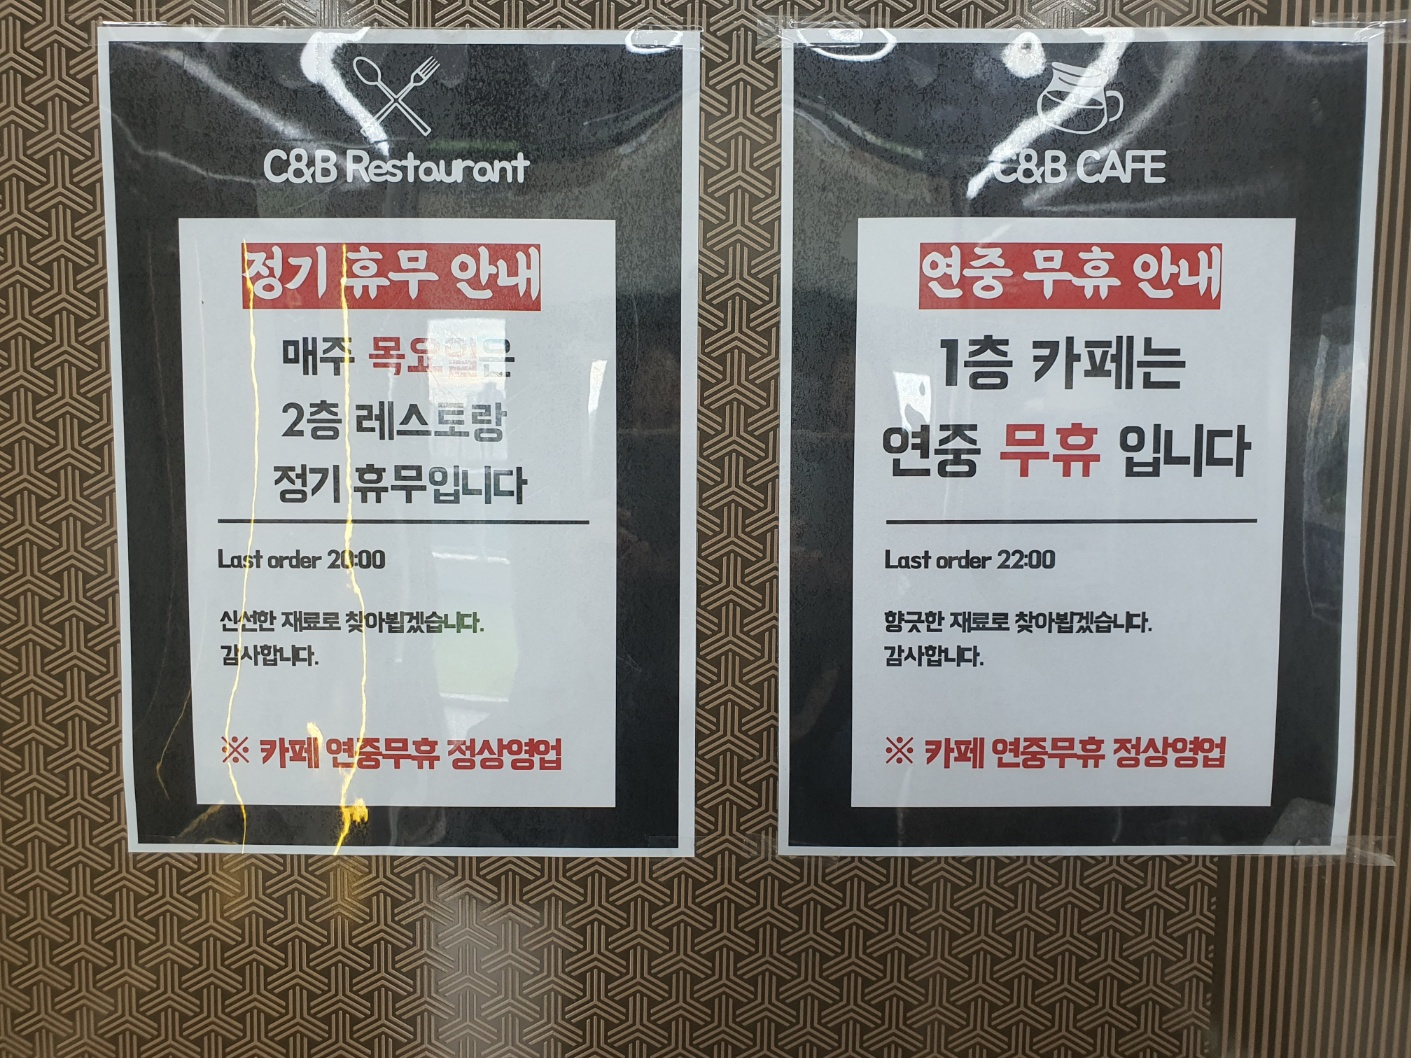 C&B Restaurant
정기 휴무 안내
매주 목요일은
2층 레스토랑
정기 휴무입니다
Last order 20:00
신선한 재료로 찾아뵙겠습니다.
감사합니다.
※ 카페 연중무휴 정상영업
C&B CAFE
연중 무휴 안내
1층 카페는
연중 무휴 입니다
Last order 22:00
향긋한 재료로 찾아뵙겠습니다.
감사합니다.
※ 카페 연중무휴 정상영업